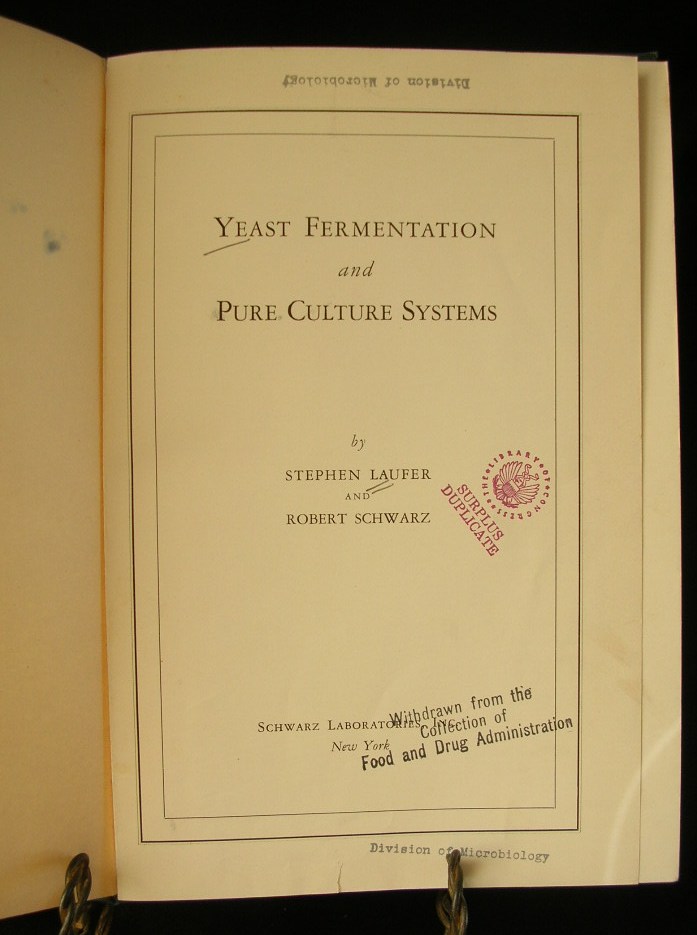 Division of Microbiology
YEAST FERMENTATION
and
PURE CULTURE SYSTEMS
by
STEPHEN LAUFER
AND
ROBERT SCHWARZ
THE LIBRARY OF CONGRESS
SURPLUS
DUPLICATE
SCHWARZ LABORATORIES, INC.
New York
Withdrawn from the
Collection of
Food and Drug Administration
Division of Microbiology